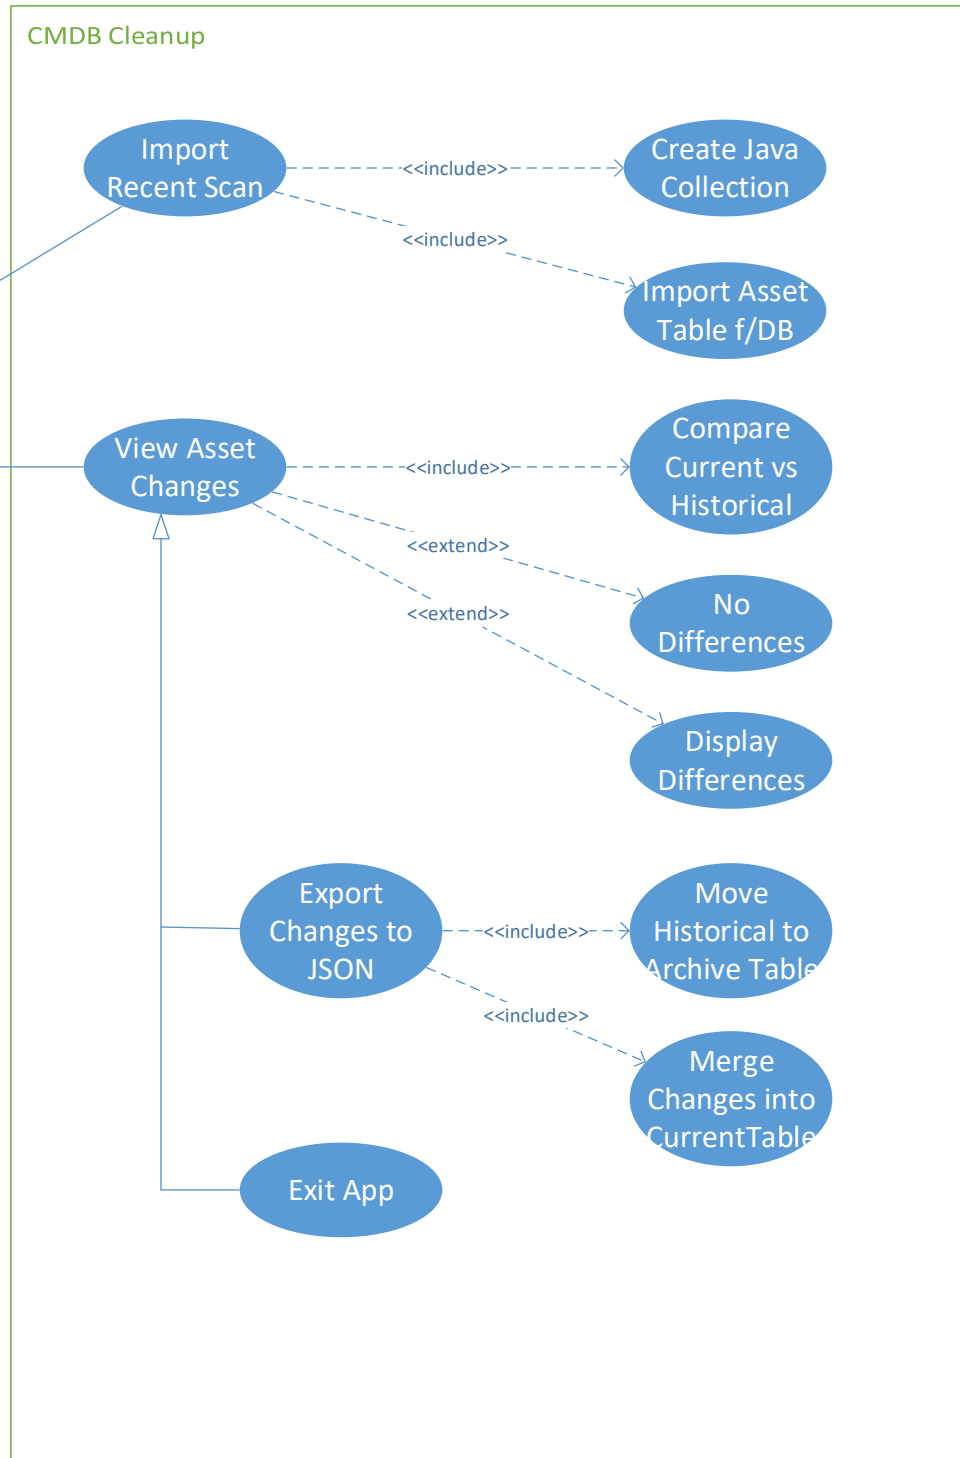 CMDB Cleanup
Import
Recent Scan
<<include>>
Create Java
Collection
<<include>>
Import Asset
Table f/DB
View Asset
Changes
<<include>>
Compare
Current vs
Historical
<<extend>>
No
Differences
<<extend>>
Display
Differences
Export
Changes to
JSON
<<include>>
Move
Historical to
Archive Table
<<include>>
Merge
Changes into
CurrentTable
Exit App